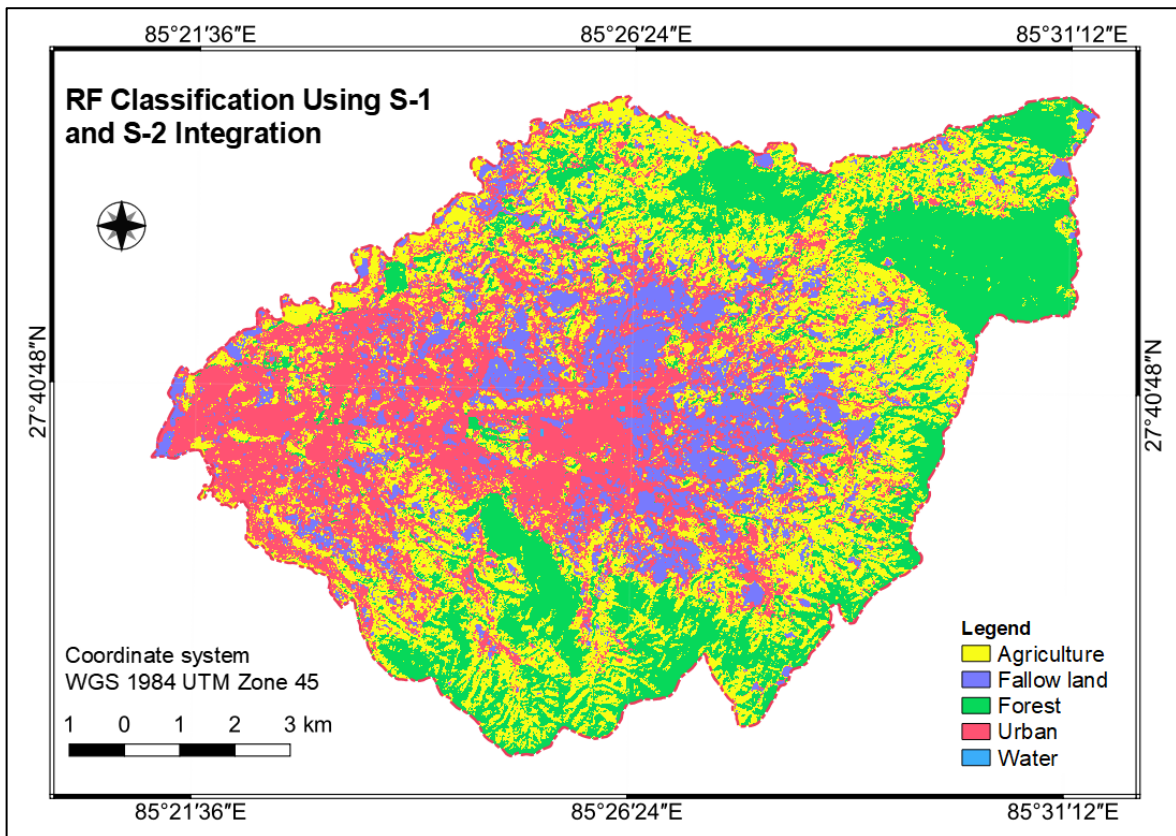 85°21′36″E 85°26′24″E 85°31′12″E
RF Classification Using S-1
and S-2 Integration
27°40′48″N
27°40′48″N
Legend
Agriculture
Fallow land
Forest
Urban
Water
Coordinate system
WGS 1984 UTM Zone 45
1 0 1 2 3 km
85°21′36″E 85°26′24″E 85°31′12″E